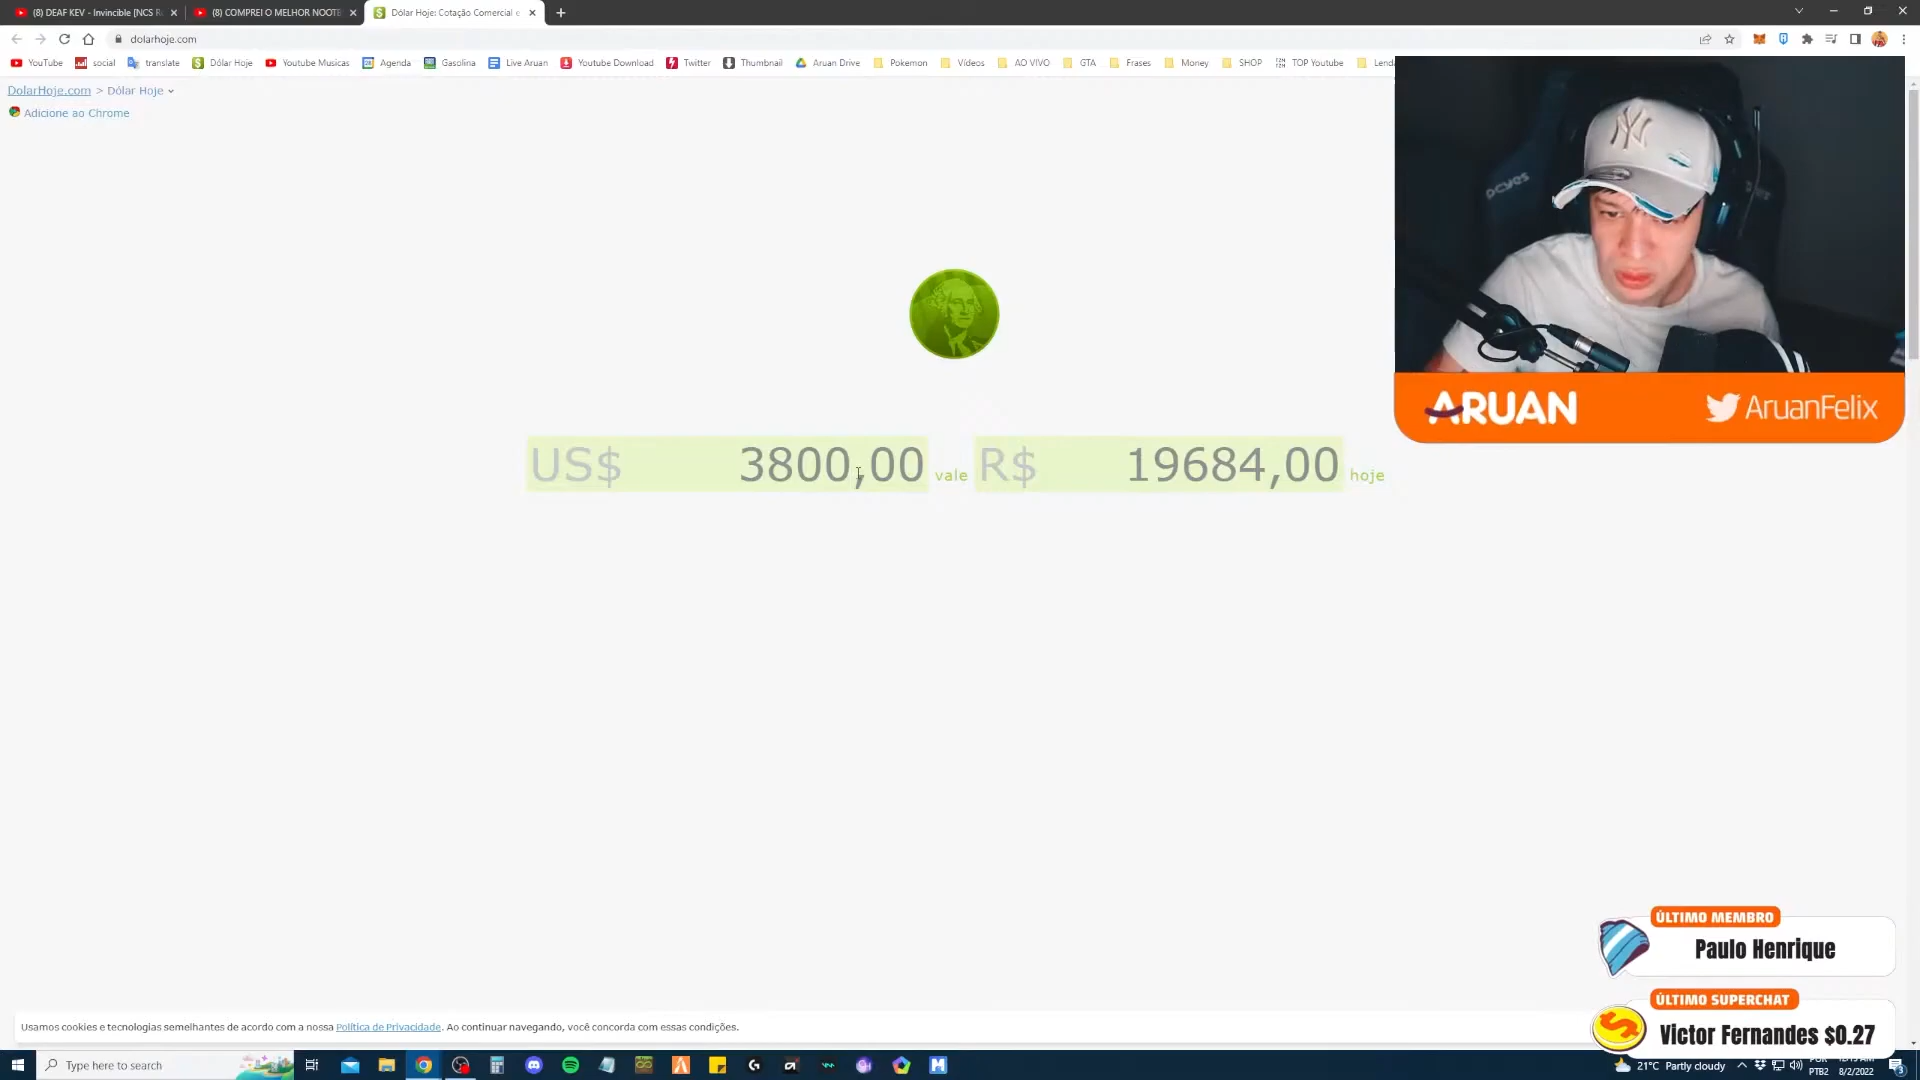 (8) DEAF KEV - Invincible [NCS R
(8) COMPREI O MELHOR NOOTE
Dólar Hoje: Cotação Comercial e
dolarhoje.com
YouTube
social
translate
Dólar Hoje
Youtube Musicas
Agenda
Gasolina
Live Aruan
Youtube Download
Twitter
Thumbnail
Aruan Drive
Pokemon
Vídeos
AO VIVO
GTA
Frases
Money
SHOP
TOP Youtube
Lend
DolarHoje.com > Dólar Hoje
Adicione ao Chrome
NY
PCYES
ARUAN
AruanFelix
US$ 3800,00 vale R$ 19684,00 hoje
ÚLTIMO MEMBRO
Paulo Henrique
ÚLTIMO SUPERCHAT
Victor Fernandes $0.27
Usamos cookies e tecnologias semelhantes de acordo com a nossa Política de Privacidade. Ao continuar navegando, você concorda com essas condições.
Type here to search
21°C Partly cloudy
PTB2
8/2/2022
3